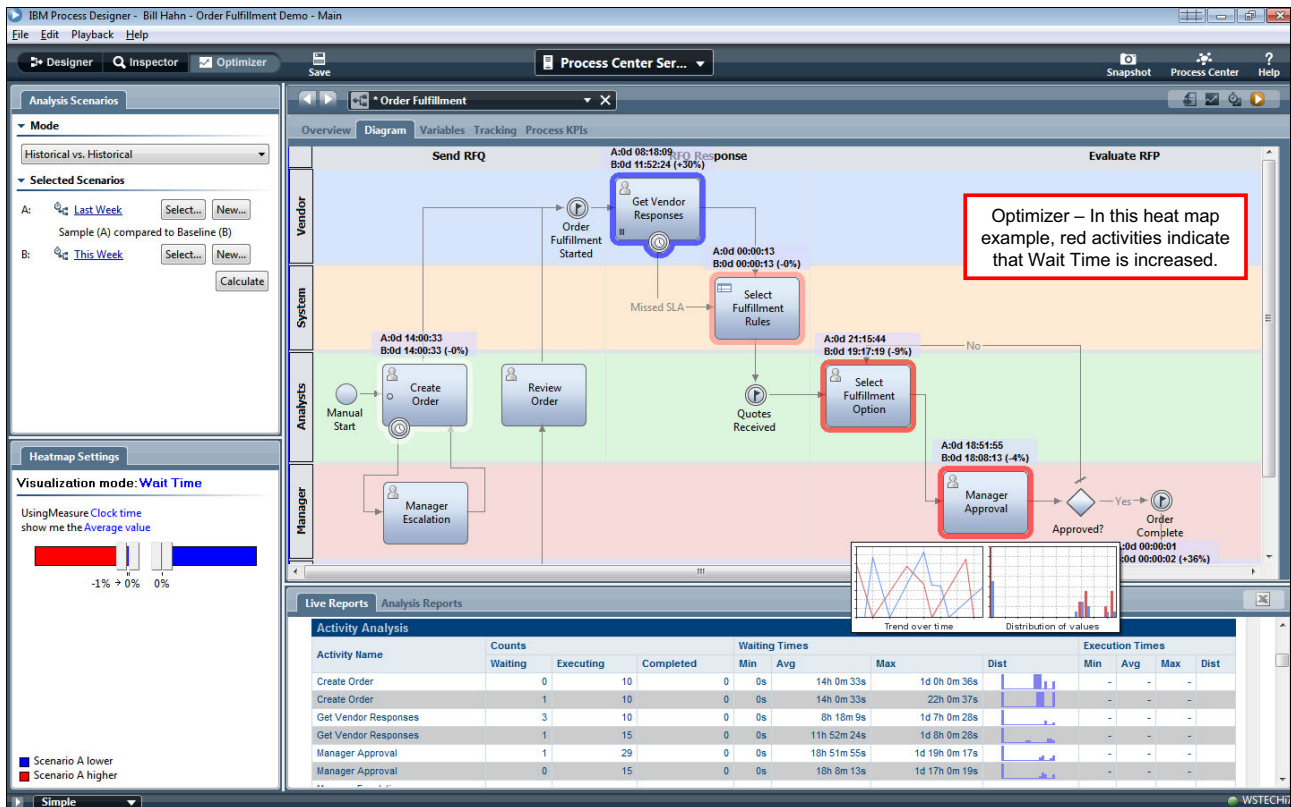 IBM Process Designer - Bill Hahn - Order Fulfillment Demo - Main
File Edit Playback Help
Designer Inspector Optimizer
Save
Process Center Ser...
Snapshot Process Center Help
Analysis Scenarios
Mode
Historical vs. Historical
Selected Scenarios
A: Last Week Select... New...
Sample (A) compared to Baseline (B)
B: This Week Select... New...
Calculate
* Order Fulfillment
Overview Diagram Variables Tracking Process KPIs
Send RFQ
RFQ Response
Evaluate RFP
Vendor
System
Analysts
Manager
A:0d 08:18:09
B:0d 11:52:24 (+30%)
Get Vendor
Responses
Order
Fulfillment
Started
Optimizer – In this heat map
example, red activities indicate
that Wait Time is increased.
A:0d 00:00:13
B:0d 00:00:13 (-0%)
Missed SLA
Select
Fulfillment
Rules
A:0d 14:00:33
B:0d 14:00:33 (-0%)
A:0d 21:15:44
B:0d 19:17:19 (-9%)
No
Manual
Start
Create
Order
Review
Order
Quotes
Received
Select
Fulfillment
Option
A:0d 18:51:55
B:0d 18:08:13 (-4%)
Manager
Escalation
Manager
Approval
Approved?
Yes
Order
Complete
:0d 00:00:01
:0d 00:00:02 (+36%)
Heatmap Settings
Visualization mode: Wait Time
UsingMeasure Clock time
show me the Average value
-1% → 0% 0%
Scenario A lower
Scenario A higher
Trend over time
Distribution of values
Live Reports Analysis Reports
Activity Analysis
Activity Name Counts Waiting Times Execution Times
Waiting Executing Completed Min Avg Max Dist Min Avg Max Dist
Create Order 0 10 0 0s 14h 0m 33s 1d 0h 0m 36s - - -
Create Order 1 10 0 0s 14h 0m 33s 22h 0m 37s - - -
Get Vendor Responses 3 10 0 0s 8h 18m 9s 1d 7h 0m 28s - - -
Get Vendor Responses 1 15 0 0s 11h 52m 24s 1d 8h 0m 28s - - -
Manager Approval 1 29 0 0s 18h 51m 55s 1d 19h 0m 17s - - -
Manager Approval 0 15 0 0s 18h 8m 13s 1d 17h 0m 19s - - -
Simple